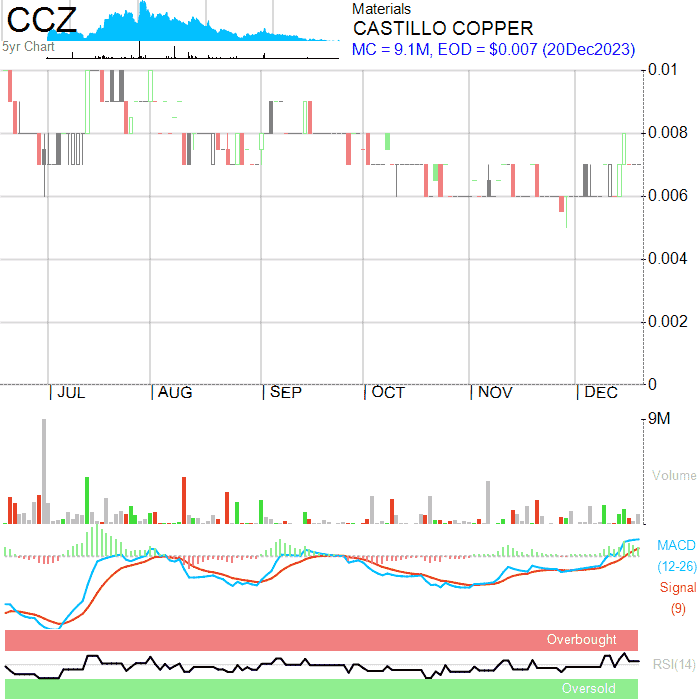 CCZ
5yr Chart
Materials
CASTILLO COPPER
MC = 9.1M, EOD = $0.007 (20Dec2023)
0.01
0.008
0.006
0.004
0.002
0
JUL
AUG
SEP
OCT
NOV
DEC
9M
Volume
MACD
(12-26)
Signal
(9)
Overbought
RSI(14)
Oversold